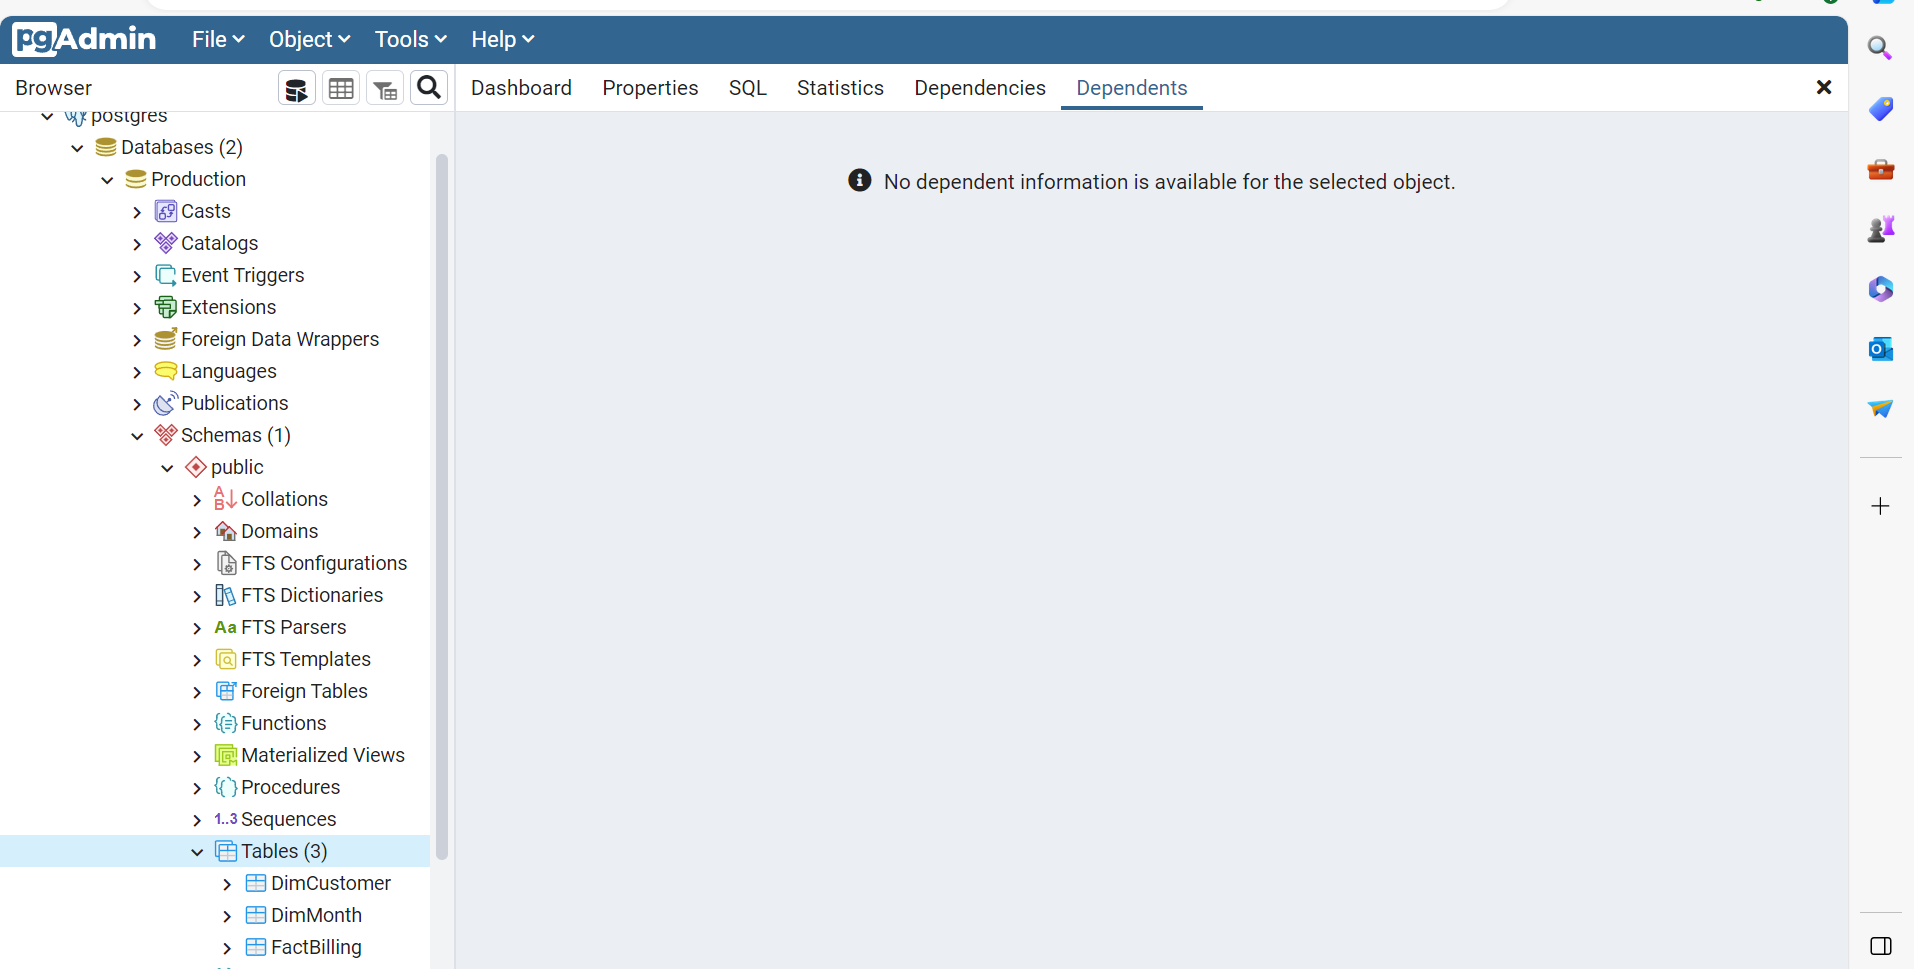 pgAdmin File Object Tools Help
Browser Dashboard Properties SQL Statistics Dependencies Dependents
postgres
Databases (2)
No dependent information is available for the selected object.
Production
Casts
Catalogs
Event Triggers
Extensions
Foreign Data Wrappers
Languages
Publications
Schemas (1)
public
Collations
Domains
FTS Configurations
FTS Dictionaries
Aa FTS Parsers
FTS Templates
Foreign Tables
Functions
Materialized Views
Procedures
1..3 Sequences
Tables (3)
DimCustomer
DimMonth
FactBilling